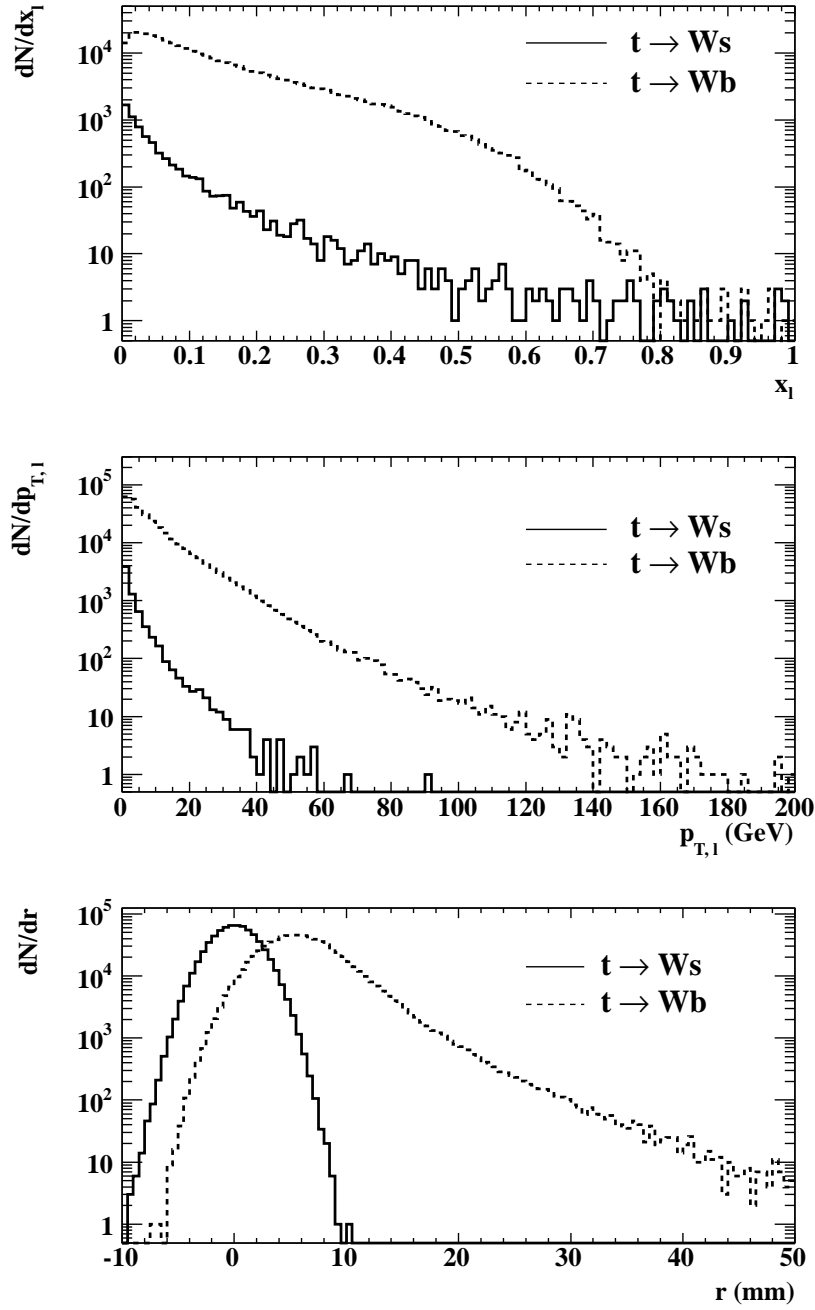 dN/dx_l
10^4
10^3
10^2
10
1
t → Ws
t → Wb
0 0.1 0.2 0.3 0.4 0.5 0.6 0.7 0.8 0.9 1
x_l
dN/dp_{T, l}
10^5
10^4
10^3
10^2
10
1
t → Ws
t → Wb
0 20 40 60 80 100 120 140 160 180 200
p_{T, l} (GeV)
dN/dr
10^5
10^4
10^3
10^2
10
1
t → Ws
t → Wb
-10 0 10 20 30 40 50
r (mm)